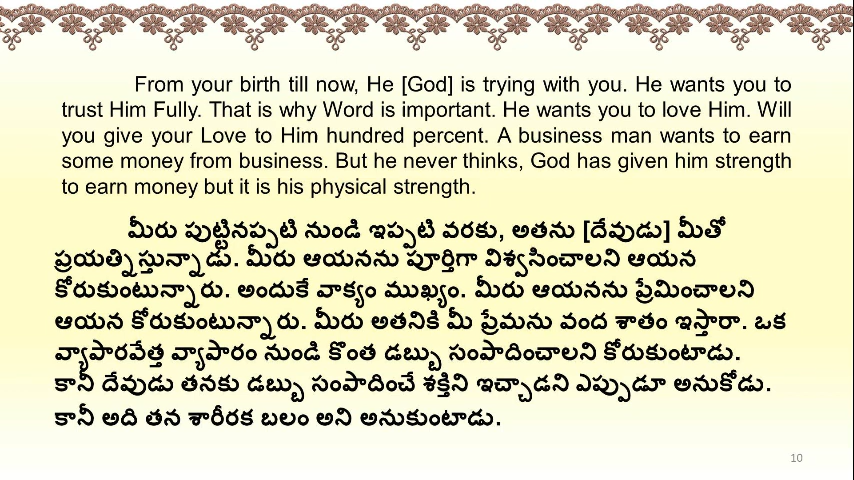 From your birth till now, He [God] is trying with you. He wants you to
trust Him Fully. That is why Word is important. He wants you to love Him. Will
you give your Love to Him hundred percent. A business man wants to earn
some money from business. But he never thinks, God has given him strength
to earn money but it is his physical strength.
మీరు పుట్టినప్పటి నుండి ఇప్పటి వరకు, అతను [దేవుడు] మీతో
ప్రయత్నిస్తున్నాడు. మీరు ఆయనను పూర్తిగా విశ్వసించాలని ఆయన
కోరుకుంటున్నారు. అందుకే వాక్యం ముఖ్యం. మీరు ఆయనను ప్రేమించాలని
ఆయన కోరుకుంటున్నారు. మీరు అతనికి మీ ప్రేమను వంద శాతం ఇస్తారా. ఒక
వ్యాపారవేత్త వ్యాపారం నుండి కొంత డబ్బు సంపాదించాలని కోరుకుంటాడు.
కానీ దేవుడు తనకు డబ్బు సంపాదించే శక్తిని ఇచ్చాడని ఎప్పుడూ అనుకోడు.
కానీ అది తన శారీరక బలం అని అనుకుంటాడు.
10